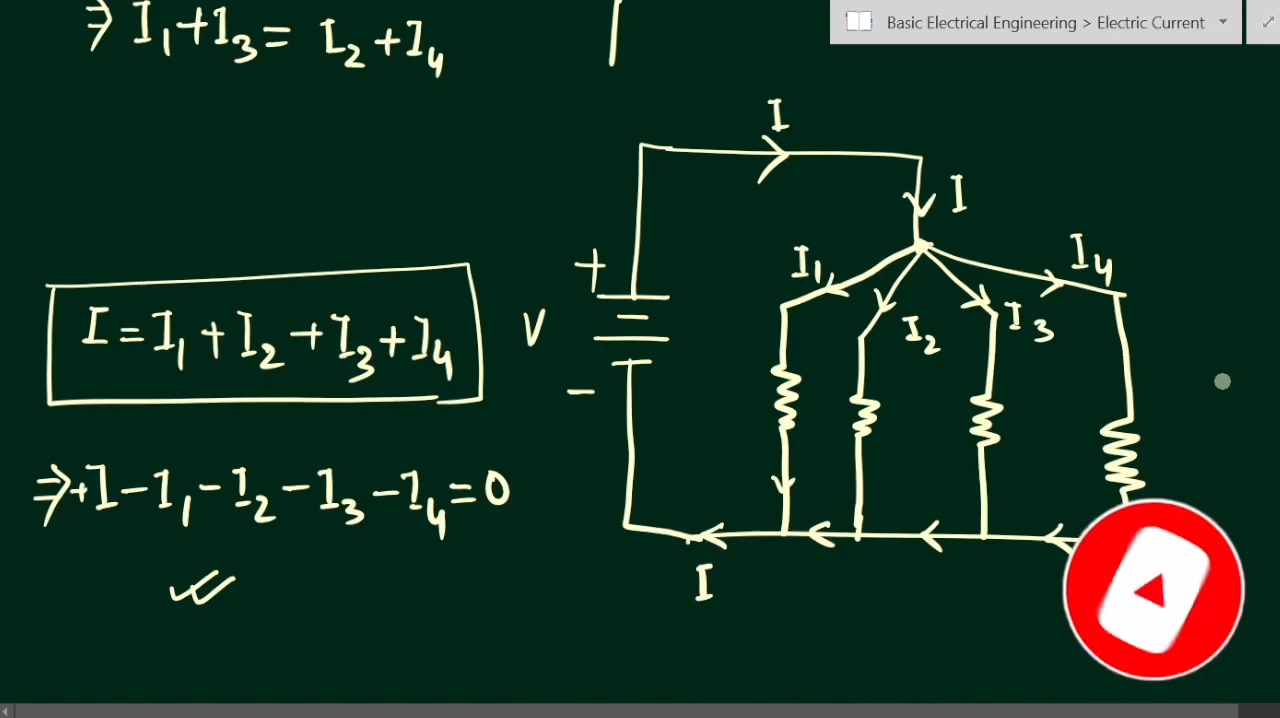 ⇒ I₁+I₃= I₂+I₄
Basic Electrical Engineering > Electric Current
I
I
I₁
I₄
+
I₂
I₃
V
I=I₁+I₂+I₃+I₄
−
⇒+I−I₁−I₂−I₃−I₄=0
I